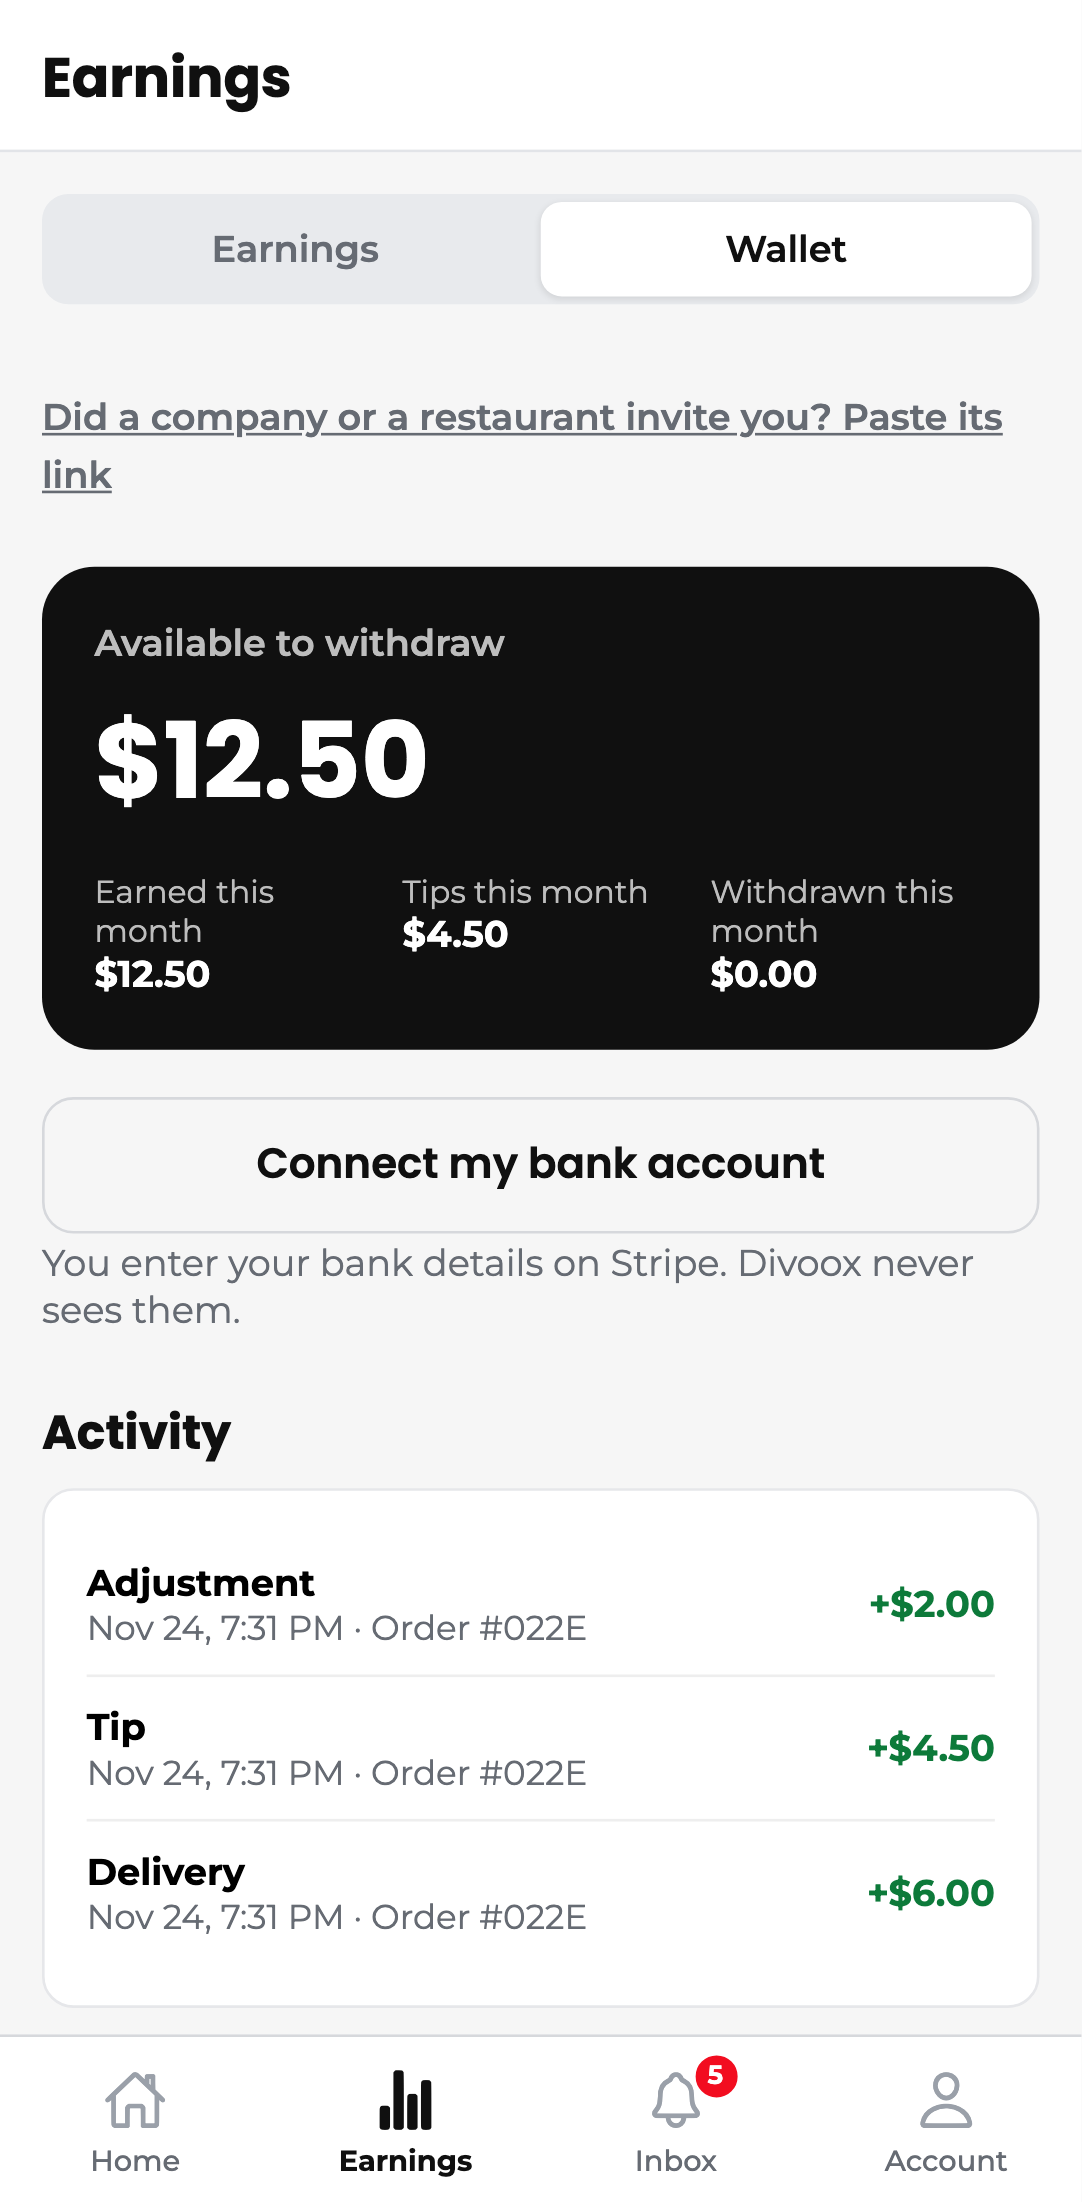 Earnings
Earnings
Wallet
Did a company or a restaurant invite you? Paste its
link
Available to withdraw
$12.50
Earned this
month
$12.50
Tips this month
$4.50
Withdrawn this
month
$0.00
Connect my bank account
You enter your bank details on Stripe. Divoox never
sees them.
Activity
Adjustment
Nov 24, 7:31 PM · Order #022E
+$2.00
Tip
Nov 24, 7:31 PM · Order #022E
+$4.50
Delivery
Nov 24, 7:31 PM · Order #022E
+$6.00
Home
Earnings
5
Inbox
Account